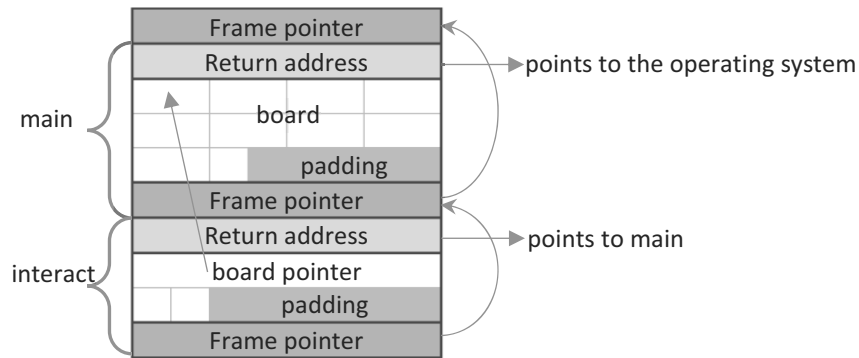 Frame pointer
Return address
points to the operating system
main
board
padding
Frame pointer
Return address
points to main
interact
board pointer
padding
Frame pointer